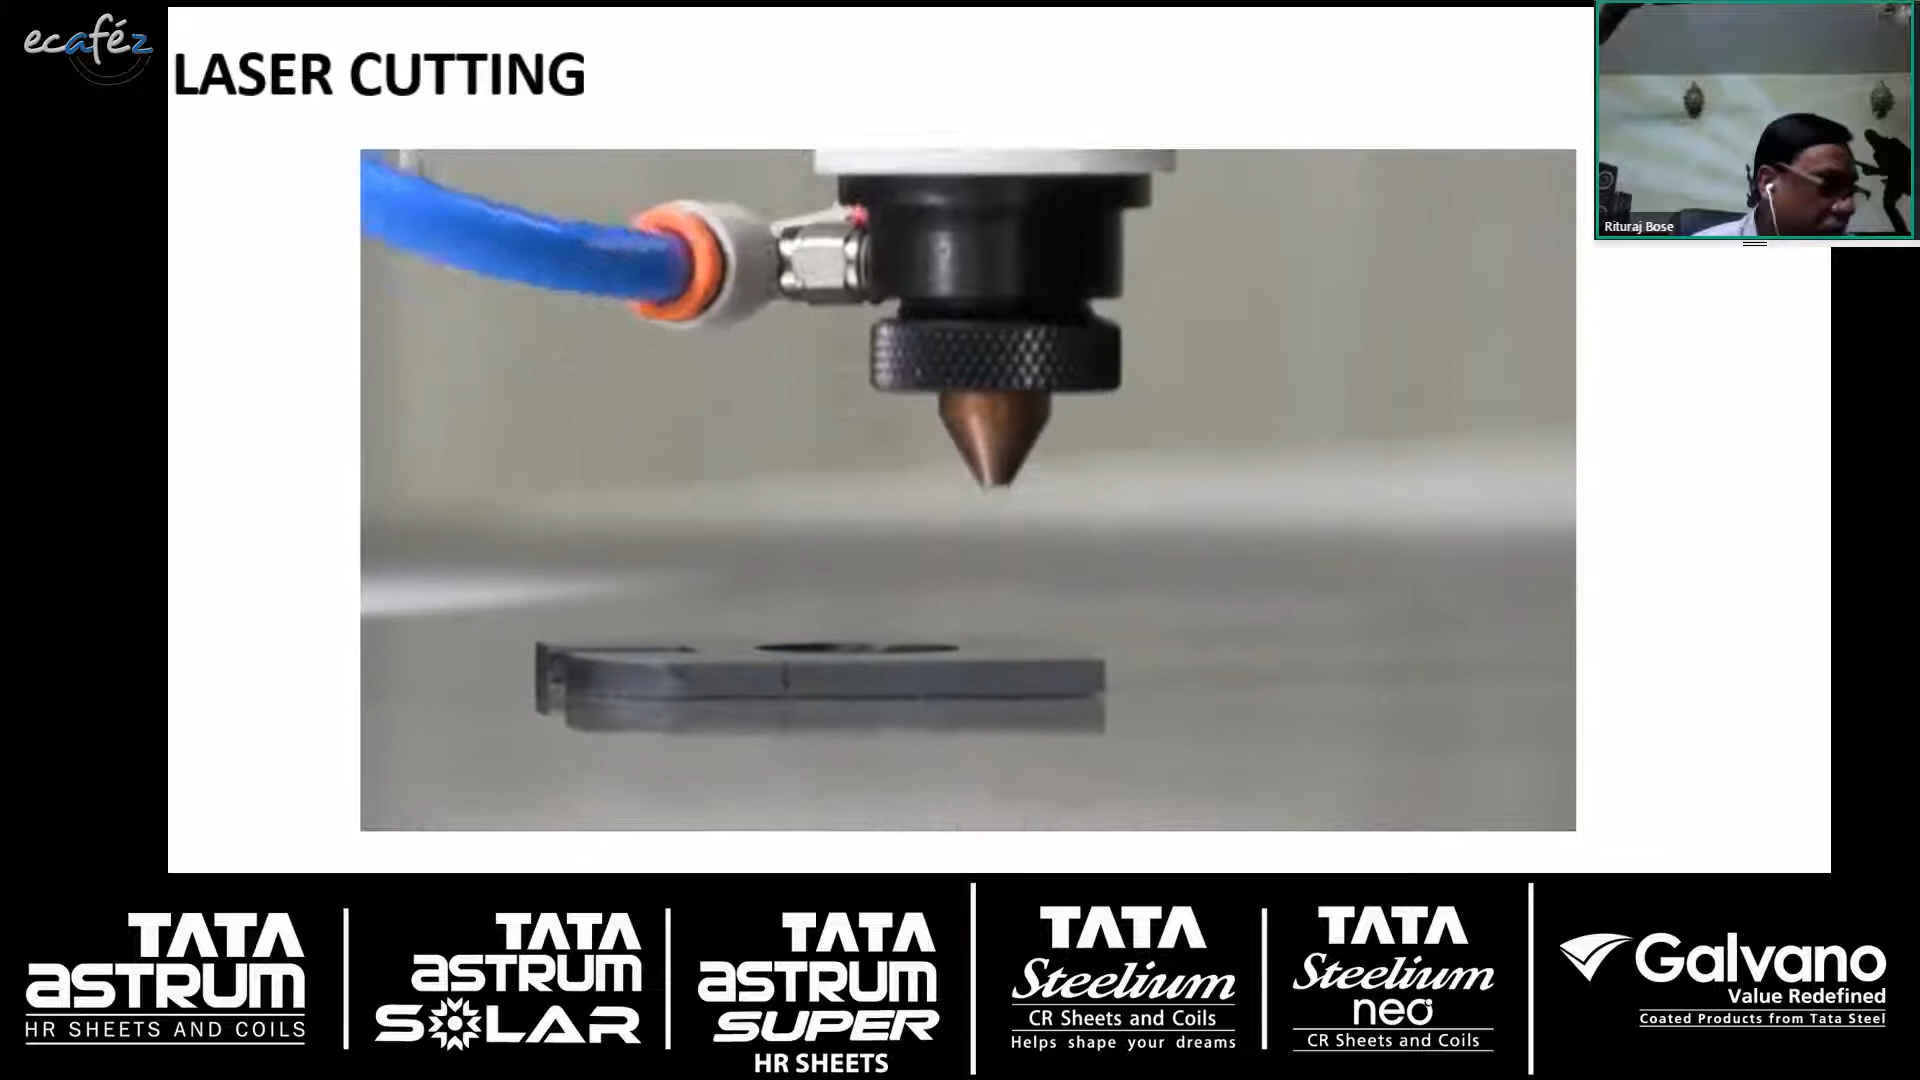 ecaféz
LASER CUTTING
Rituraj Bose
TATA
ASTRUM
HR SHEETS AND COILS
TATA
ASTRUM
SOLAR
TATA
ASTRUM
SUPER
HR SHEETS
TATA
Steelium
CR Sheets and Coils
Helps shape your dreams
TATA
Steelium
neo
CR Sheets and Coils
Galvano
Value Redefined
Coated Products from Tata Steel